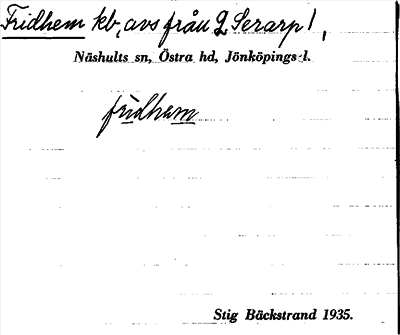 Fridhem kb, avs från 2 Serarp 1,
Näshults sn, Östra hd, Jönköpings l.
fridhem
Stig Bäckstrand 1935.